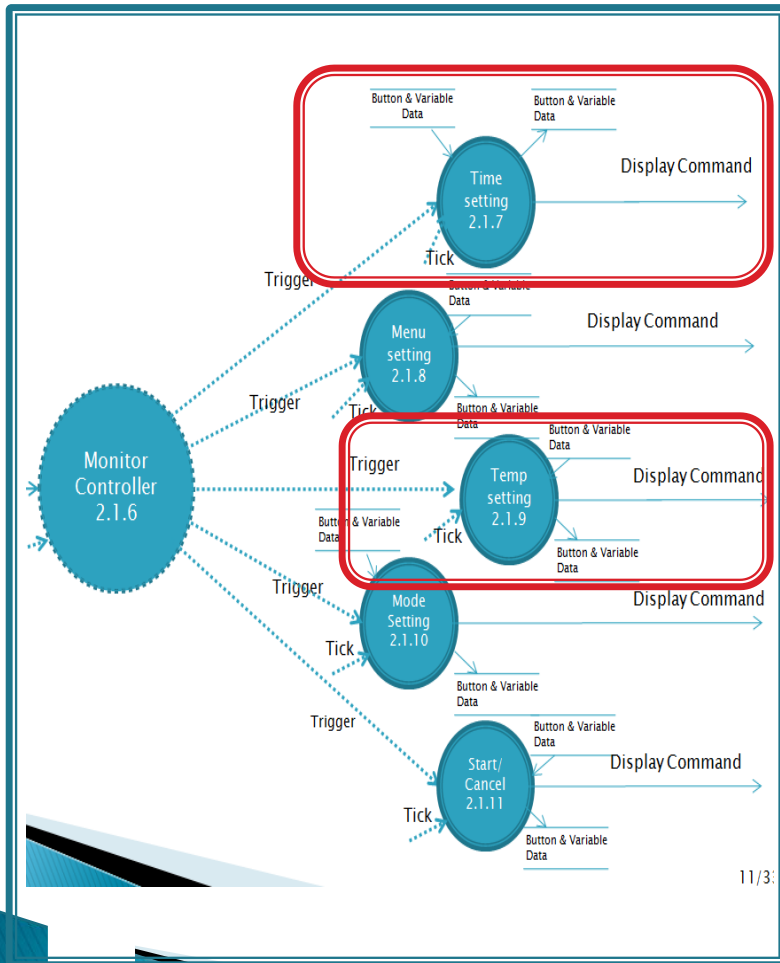 Button & Variable
Data
Button & Variable
Data
Time
setting
2.1.7
Display Command
Tick
Trigger
Button & Variable
Data
Menu
setting
2.1.8
Display Command
Trigger
Tick
Button & Variable
Data
Button & Variable
Data
Monitor
Controller
2.1.6
Trigger
Temp
setting
2.1.9
Display Command
Tick
Button & Variable
Data
Button & Variable
Data
Trigger
Mode
Setting
2.1.10
Display Command
Tick
Button & Variable
Data
Button & Variable
Data
Trigger
Start/
Cancel
2.1.11
Display Command
Tick
Button & Variable
Data